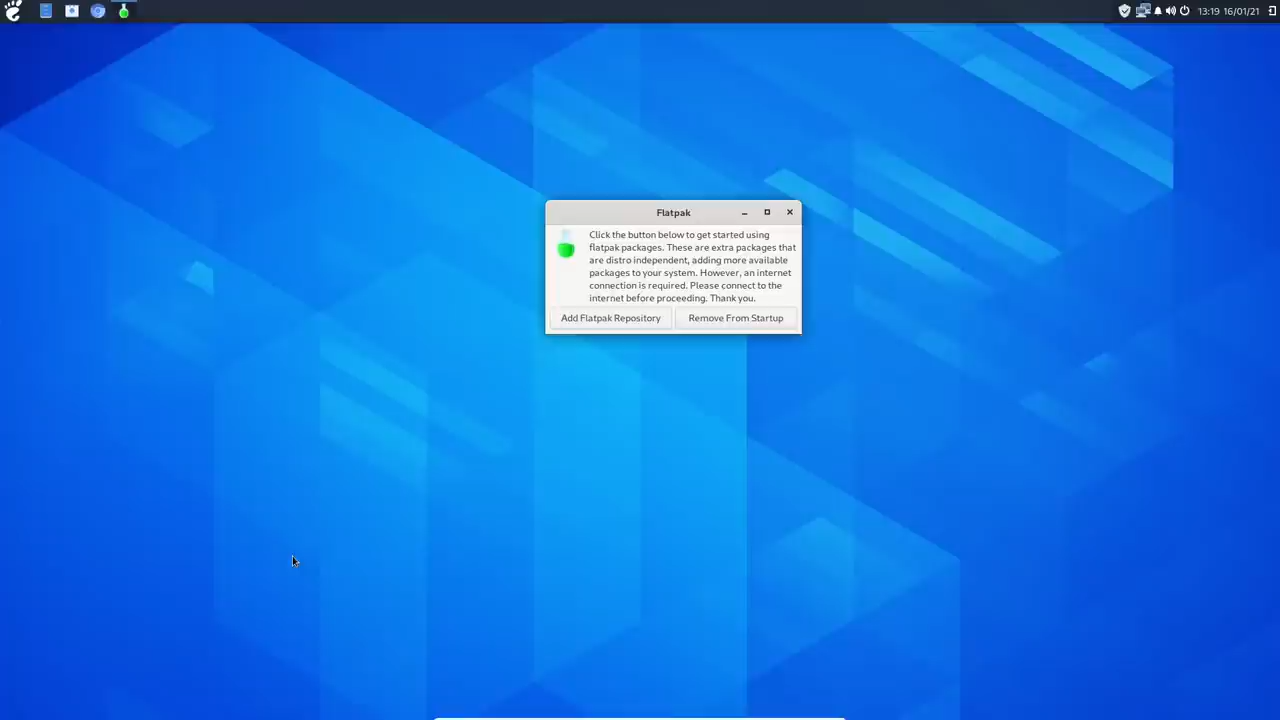 13:19 16/01/21
Flatpak
Click the button below to get started using
flatpak packages. These are extra packages that
are distro independent, adding more available
packages to your system. However, an internet
connection is required. Please connect to the
internet before proceeding. Thank you.
Add Flatpak Repository
Remove From Startup